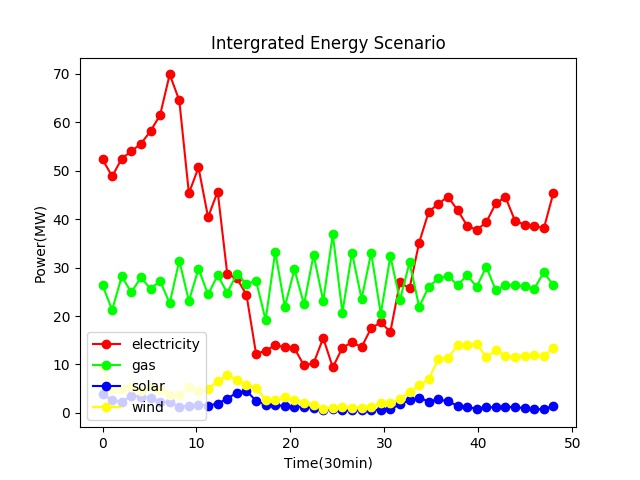 Intergrated Energy Scenario
Power(MW)
70
60
50
40
30
20
10
0
electricity
gas
solar
wind
0 10 20 30 40 50
Time(30min)